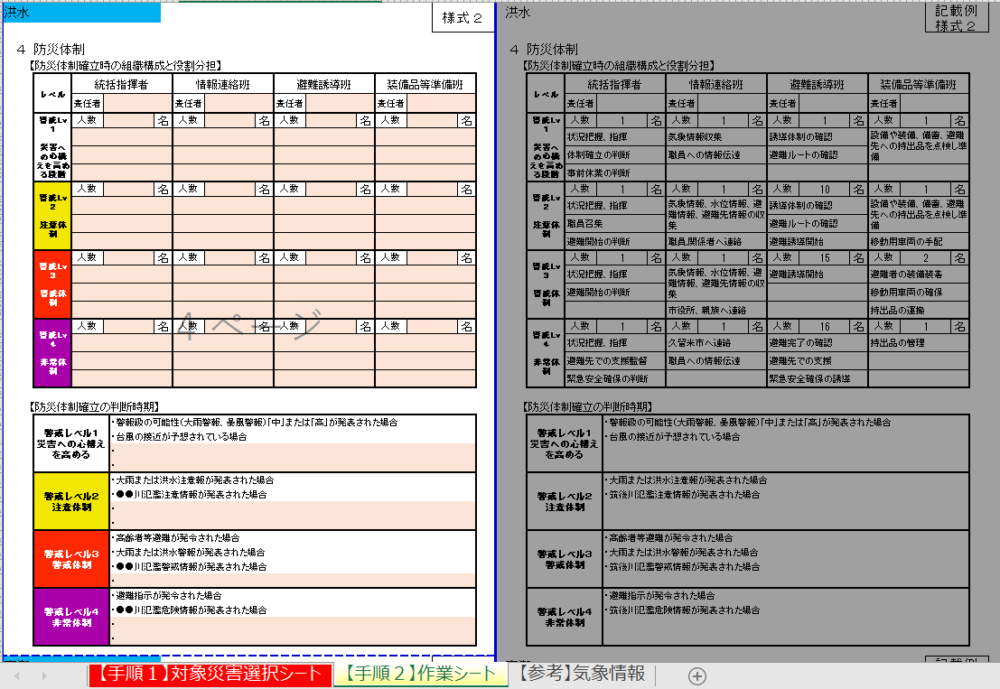 洪水
様式２
４ 防災体制
【防災体制確立時の組織構成と役割分担】
レベル 統括指揮者 情報連絡班 避難誘導班 装備品等準備班
責任者 責任者 責任者 責任者
警戒Lv1 災害への心構えを高める段階 人数 名 人数 名 人数 名 人数 名
警戒Lv2 注意体制 人数 名 人数 名 人数 名 人数 名
警戒Lv3 警戒体制 人数 名 人数 名 人数 名 人数 名
４ ページ
警戒Lv4 非常体制 人数 名 人数 名 人数 名 人数 名
【防災体制確立の判断時期】
警戒レベル1
災害への心構え
を高める
・警報級の可能性(大雨警報、暴風警報)「中」または「高」が発表された場合
・台風の接近が予想されている場合
・
・
警戒レベル2
注意体制
・大雨または洪水注意報が発表された場合
・●●川氾濫注意情報が発表された場合
・
・
警戒レベル3
警戒体制
・高齢者等避難が発令された場合
・大雨または洪水警報が発表された場合
・●●川氾濫警戒情報が発表された場合
・
警戒レベル4
非常体制
・避難指示が発令された場合
・●●川氾濫危険情報が発表された場合
・
・
洪水
記載例
様式２
４ 防災体制
【防災体制確立時の組織構成と役割分担】
レベル 統括指揮者 情報連絡班 避難誘導班 装備品等準備班
責任者 責任者 責任者 責任者
警戒Lv1 災害への心構えを高める段階
人数 1 名 人数 1 名 人数 1 名 人数 1 名
状況把握、指揮 気象情報収集 誘導体制の確認 設備や装備、備蓄、避難先への持出品を点検し準備
体制確立の判断 職員への情報伝達 避難ルートの確認
事前休業の判断
警戒Lv2 注意体制
人数 1 名 人数 1 名 人数 10 名 人数 1 名
状況把握、指揮 気象情報、水位情報、避難情報、避難先情報の収集 誘導体制の確認 設備や装備、備蓄、避難先への持出品を点検し準備
職員召集 避難ルートの確認
避難開始の判断 職員,関係者へ連絡 避難誘導開始 移動用車両の手配
警戒Lv3 警戒体制
人数 1 名 人数 1 名 人数 15 名 人数 2 名
状況把握、指揮 気象情報、水位情報、避難情報、避難先情報の収集 避難誘導開始 避難者の装備装着
避難開始の判断 移動用車両の確保
市役所、親族へ連絡 持出品の運搬
警戒Lv4 非常体制
人数 1 名 人数 1 名 人数 16 名 人数 1 名
状況把握、指揮 久留米市へ連絡 避難完了の確認 持出品の管理
避難先での支援監督 職員への情報伝達 避難先での支援
緊急安全確保の判断 緊急安全確保の誘導
【防災体制確立の判断時期】
警戒レベル1
災害への心構え
を高める
・警報級の可能性(大雨警報、暴風警報)「中」または「高」が発表された場合
・台風の接近が予想されている場合
警戒レベル2
注意体制
・大雨または洪水注意報が発表された場合
・筑後川氾濫注意情報が発表された場合
警戒レベル3
警戒体制
・高齢者等避難が発令された場合
・大雨または洪水警報が発表された場合
・筑後川氾濫警戒情報が発表された場合
警戒レベル4
非常体制
・避難指示が発令された場合
・筑後川氾濫危険情報が発表された場合
【手順１】対象災害選択シート 【手順２】作業シート 【参考】気象情報